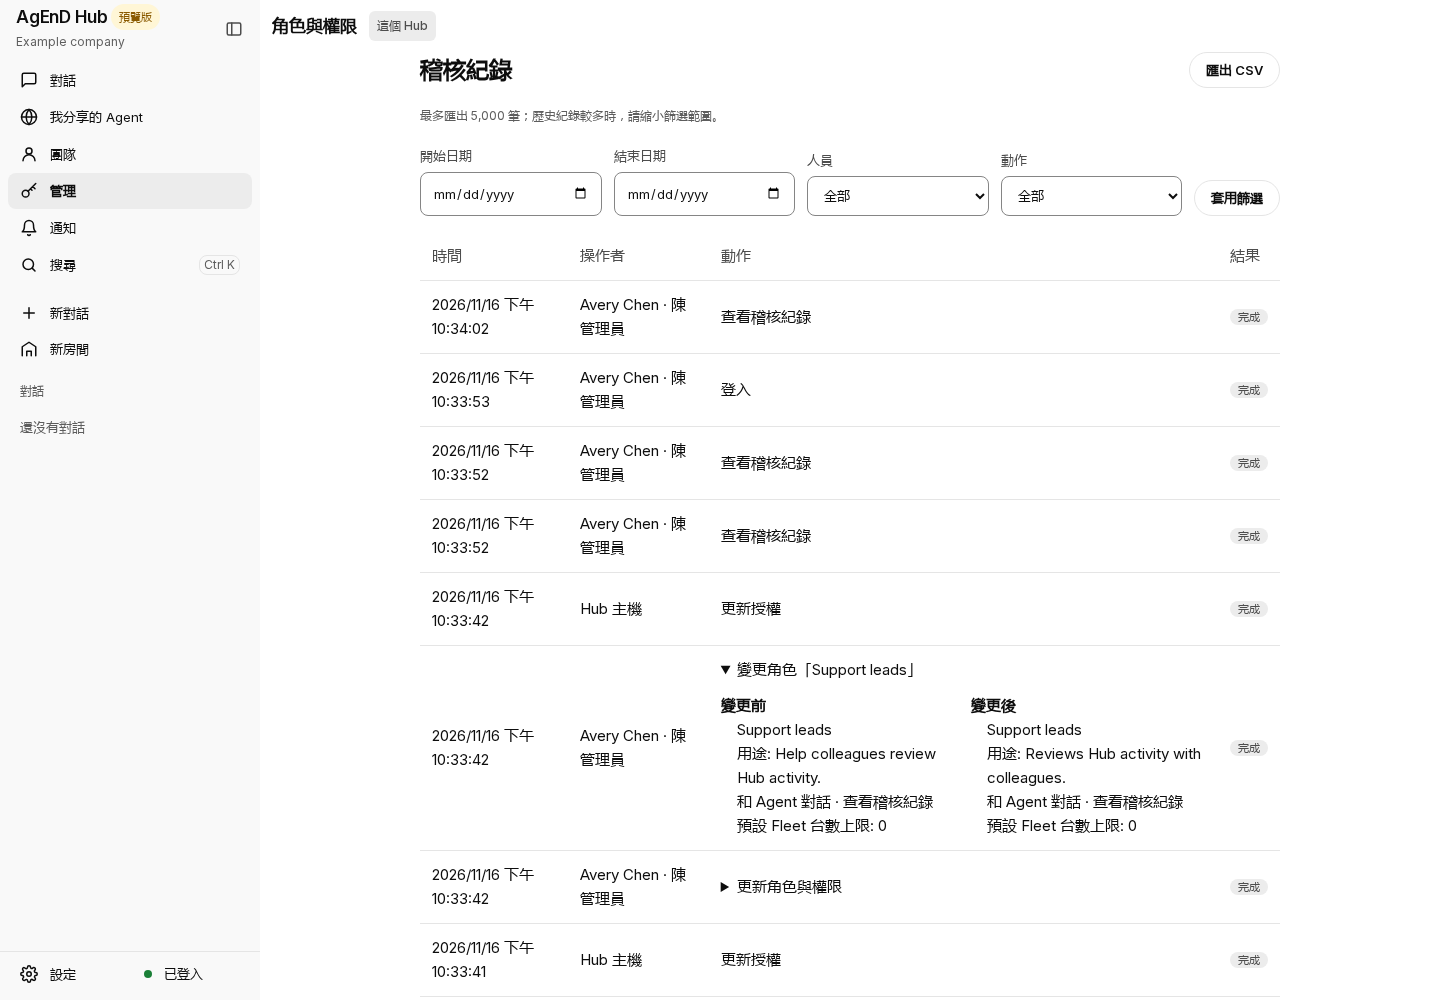 AgEnD Hub 預覽版
Example company
對話
我分享的 Agent
團隊
管理
通知
搜尋 Ctrl K
新對話
新房間
對話
還沒有對話
設定 已登入
角色與權限 這個 Hub
稽核紀錄 匯出 CSV
最多匯出 5,000 筆；歷史紀錄較多時，請縮小篩選範圍。
開始日期 結束日期 人員 動作
mm/dd/yyyy mm/dd/yyyy 全部 全部 套用篩選
時間 操作者 動作 結果
2026/11/16 下午 Avery Chen · 陳
10:34:02 管理員 查看稽核紀錄 完成
2026/11/16 下午 Avery Chen · 陳
10:33:53 管理員 登入 完成
2026/11/16 下午 Avery Chen · 陳
10:33:52 管理員 查看稽核紀錄 完成
2026/11/16 下午 Avery Chen · 陳
10:33:52 管理員 查看稽核紀錄 完成
2026/11/16 下午
10:33:42 Hub 主機 更新授權 完成
2026/11/16 下午 Avery Chen · 陳
10:33:42 管理員
變更角色「Support leads」
變更前
Support leads
用途: Help colleagues review
Hub activity.
和 Agent 對話 · 查看稽核紀錄
預設 Fleet 台數上限: 0
變更後
Support leads
用途: Reviews Hub activity with
colleagues.
和 Agent 對話 · 查看稽核紀錄
預設 Fleet 台數上限: 0
完成
2026/11/16 下午 Avery Chen · 陳
10:33:42 管理員 更新角色與權限 完成
2026/11/16 下午
10:33:41 Hub 主機 更新授權 完成